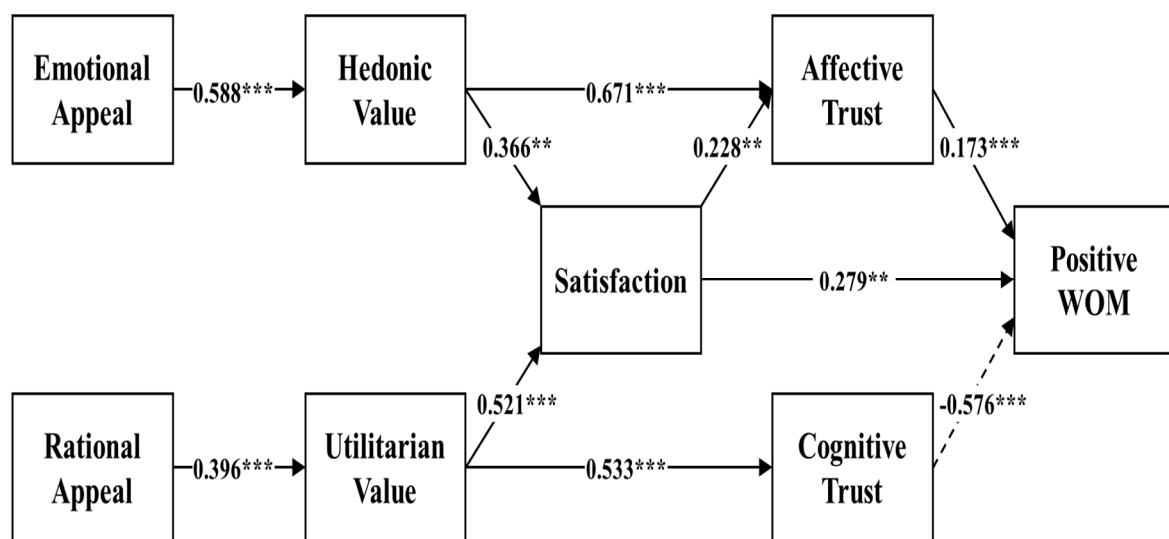 Emotional
Appeal
0.588***
Hedonic
Value
0.671***
Affective
Trust
0.366**
0.228**
0.173***
Satisfaction
0.279**
Positive
WOM
Rational
Appeal
0.396***
Utilitarian
Value
0.521***
0.533***
Cognitive
Trust
-0.576***